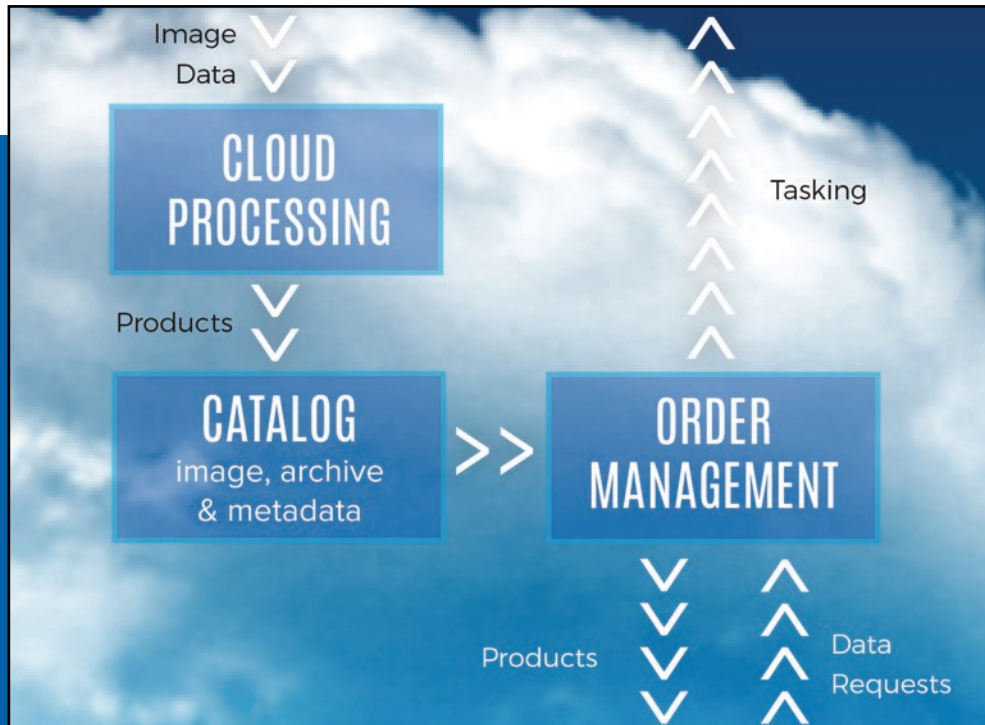 Image
Data
CLOUD
PROCESSING
Products
CATALOG
image, archive
& metadata
ORDER
MANAGEMENT
Tasking
Products
Data
Requests